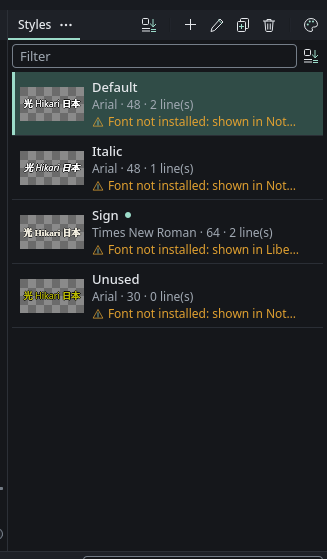 Styles ...
Filter
Default
光 Hikari 日本
Arial · 48 · 2 line(s)
Font not installed: shown in Not...
Italic
光 Hikari 日本
Arial · 48 · 1 line(s)
Font not installed: shown in Not...
Sign
光 Hikari 日本
Times New Roman · 64 · 2 line(s)
Font not installed: shown in Libe...
Unused
光 Hikari 日本
Arial · 30 · 0 line(s)
Font not installed: shown in Not...